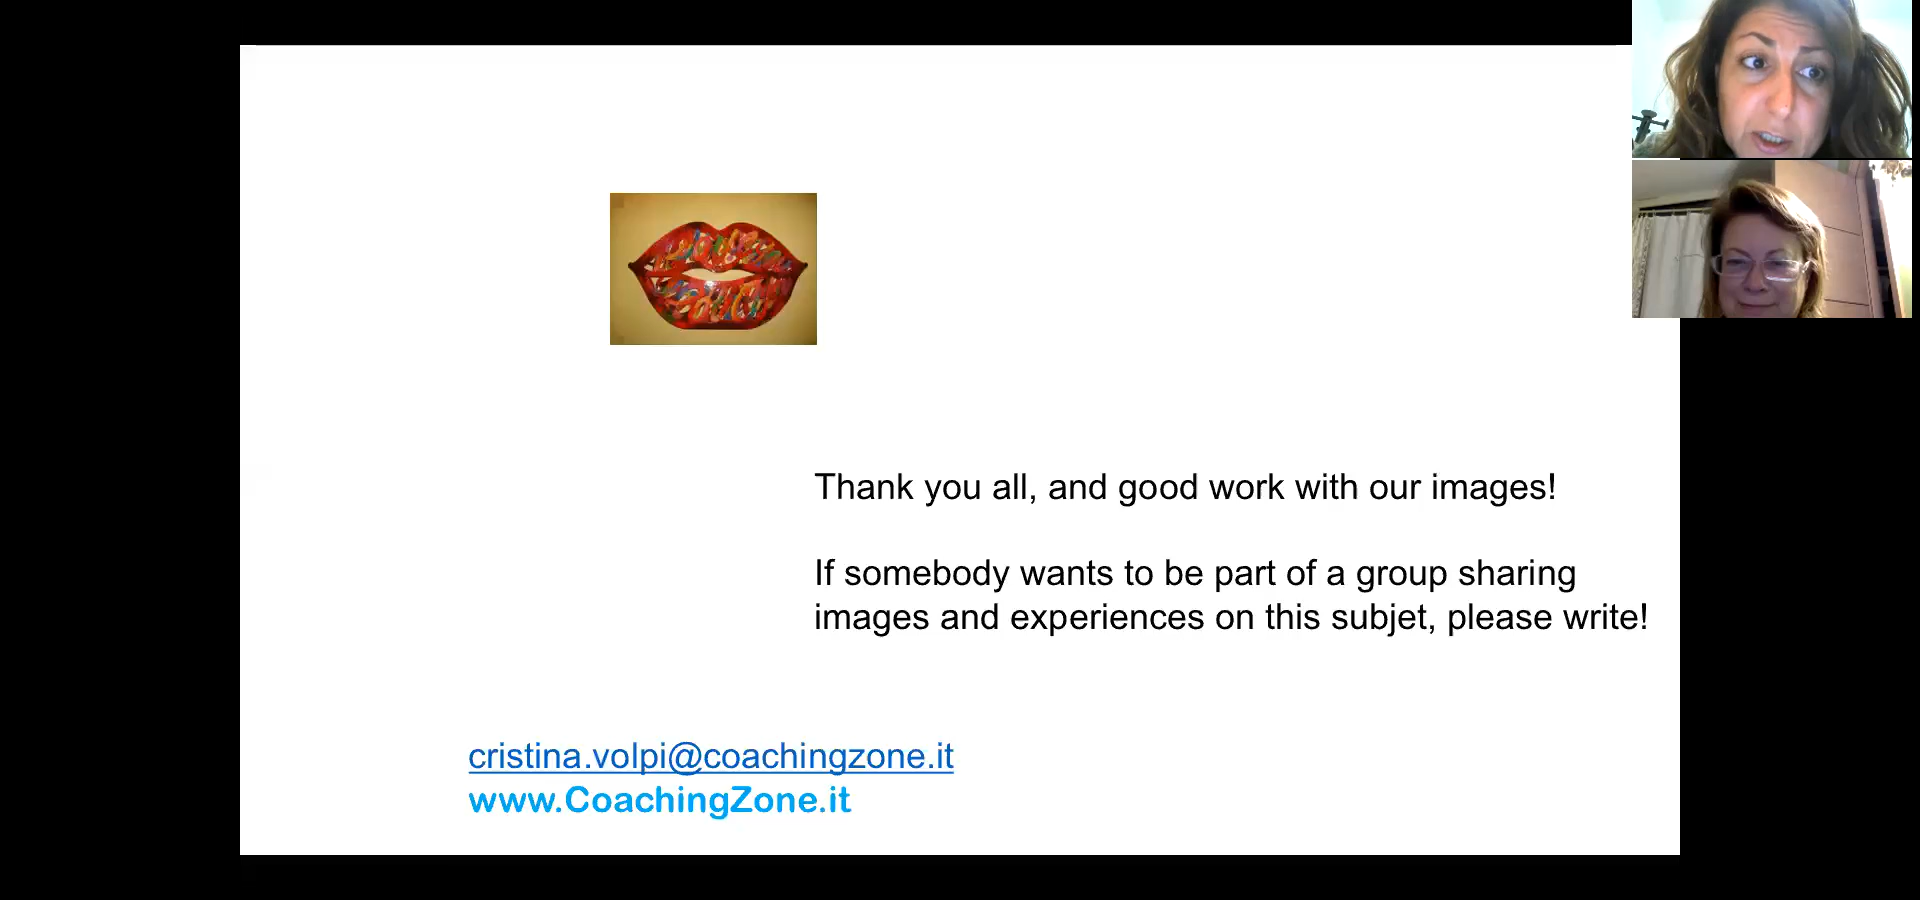 Thank you all, and good work with our images!
If somebody wants to be part of a group sharing
images and experiences on this subjet, please write!
cristina.volpi@coachingzone.it
www.CoachingZone.it